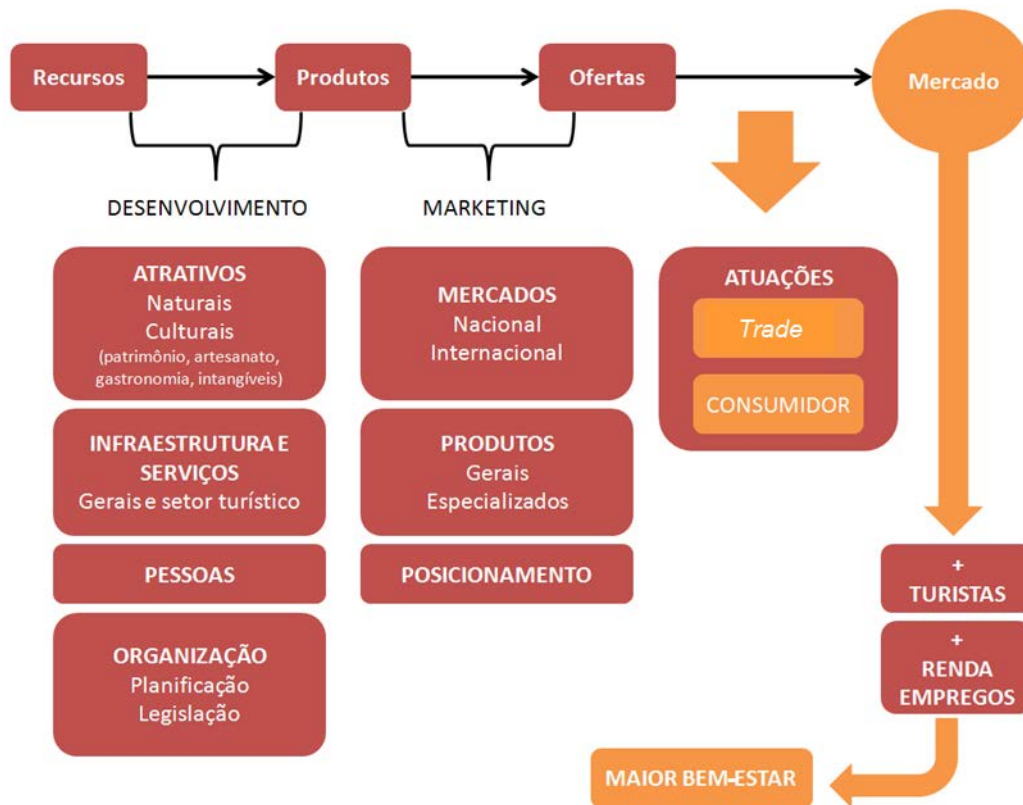 Recursos
Produtos
Ofertas
Mercado
DESENVOLVIMENTO
MARKETING
ATRATIVOS
Naturais
Culturais
(patrimônio, artesanato,
gastronomia, intangíveis)
INFRAESTRUTURA E
SERVIÇOS
Gerais e setor turístico
PESSOAS
ORGANIZAÇÃO
Planificação
Legislação
MERCADOS
Nacional
Internacional
PRODUTOS
Gerais
Especializados
POSICIONAMENTO
ATUAÇÕES
Trade
CONSUMIDOR
+
TURISTAS
+
RENDA
EMPREGOS
MAIOR BEM-ESTAR